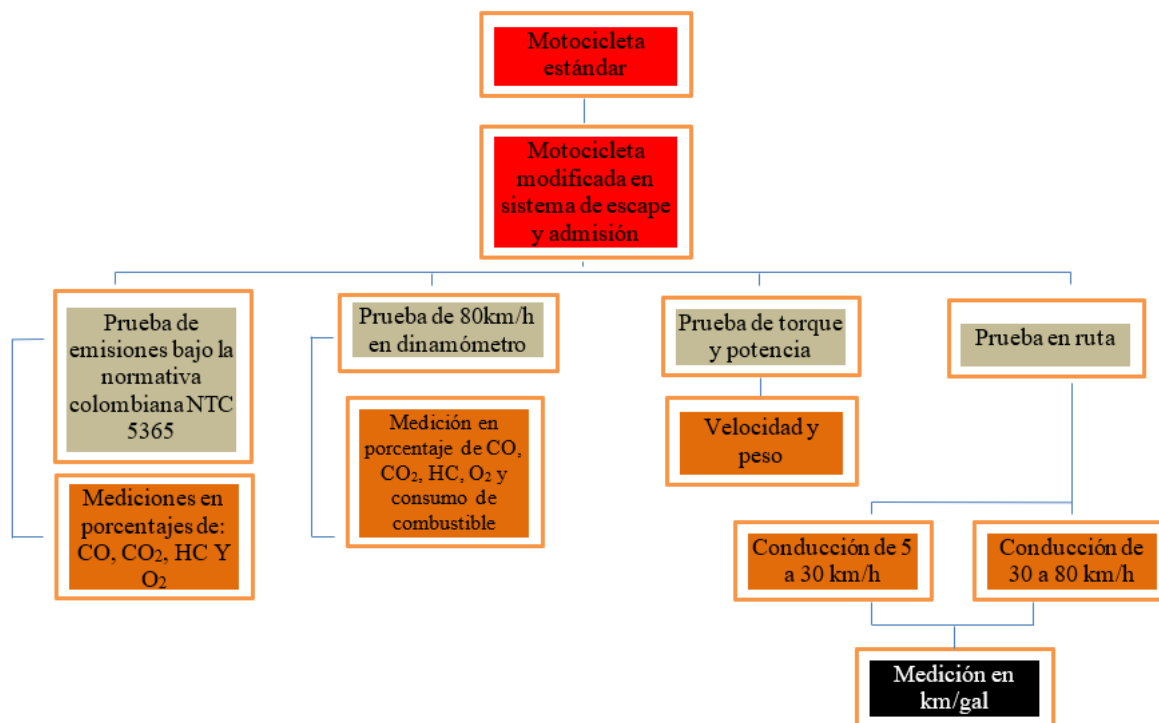 Motocicleta
estándar
Motocicleta
modificada en
sistema de escape
y admisión
Prueba de
emisiones bajo la
normativa
colombiana NTC
5365
Mediciones en
porcentajes de:
CO, CO₂, HC Y
O₂
Prueba de 80km/h
en dinamómetro
Medición en
porcentaje de CO,
CO₂, HC, O₂ y
consumo de
combustible
Prueba de torque
y potencia
Velocidad y
peso
Prueba en ruta
Conducción de 5
a 30 km/h
Conducción de
30 a 80 km/h
Medición en
km/gal